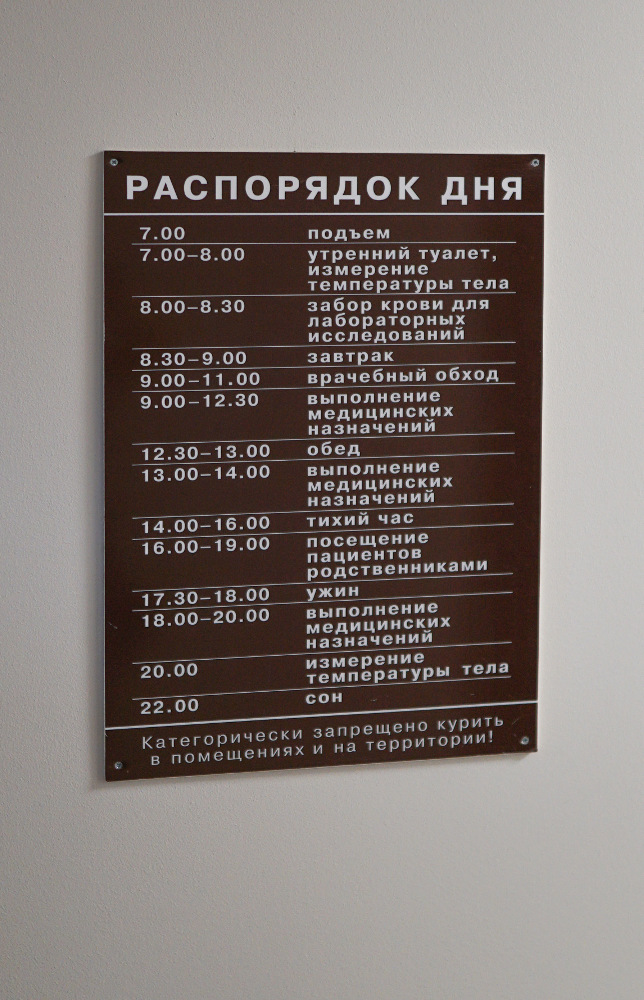 РАСПОРЯДОК ДНЯ
7.00 подъем
7.00–8.00 утренний туалет,
измерение
температуры тела
8.00–8.30 забор крови для
лабораторных
исследований
8.30–9.00 завтрак
9.00–11.00 врачебный обход
9.00–12.30 выполнение
медицинских
назначений
12.30–13.00 обед
13.00–14.00 выполнение
медицинских
назначений
14.00–16.00 тихий час
16.00–19.00 посещение
пациентов
родственниками
17.30–18.00 ужин
18.00–20.00 выполнение
медицинских
назначений
20.00 измерение
температуры тела
22.00 сон
Категорически запрещено курить
в помещениях и на территории!